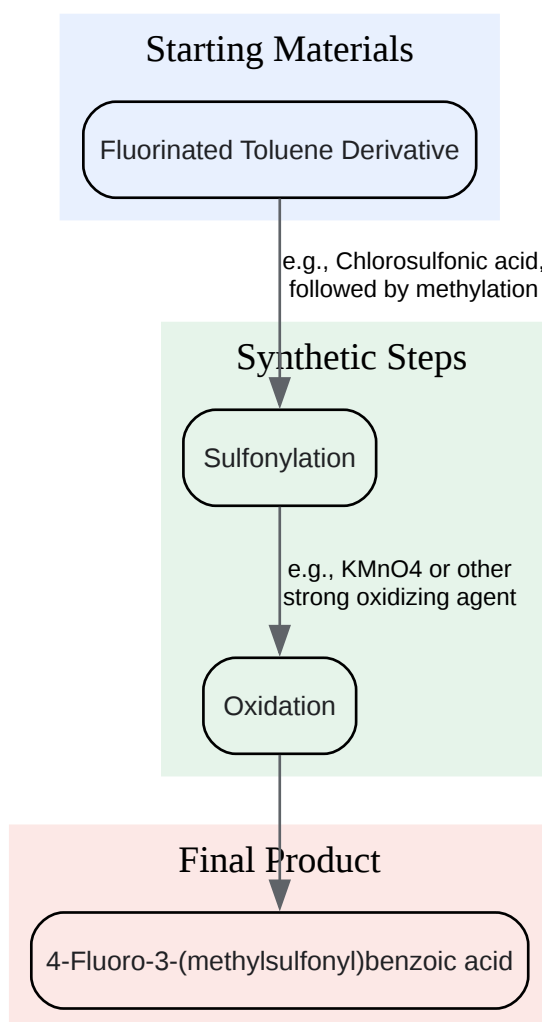 Starting Materials
Fluorinated Toluene Derivative
e.g., Chlorosulfonic acid,
followed by methylation
Synthetic Steps
Sulfonylation
e.g., KMnO4 or other
strong oxidizing agent
Oxidation
Final Product
4-Fluoro-3-(methylsulfonyl)benzoic acid